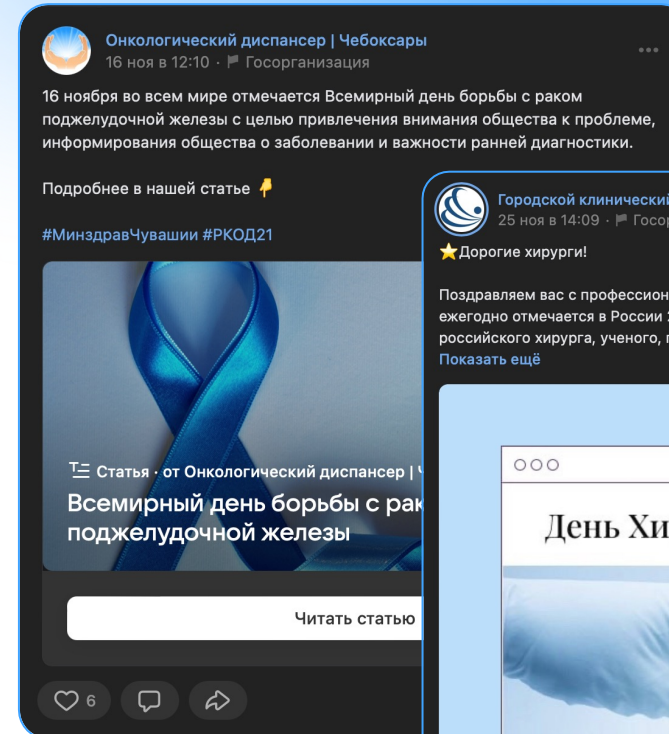 Онкологический диспансер | Чебоксары
16 ноя в 12:10 · Госорганизация
16 ноября во всем мире отмечается Всемирный день борьбы с раком
поджелудочной железы с целью привлечения внимания общества к проблеме,
информирования общества о заболевании и важности ранней диагностики.
Подробнее в нашей статье 👇
#МинздравЧувашии #РКОД21
Статья · от Онкологический диспансер |
Всемирный день борьбы с рак
поджелудочной железы
Читать статью
6
Городской клинический
25 ноя в 14:09 · Госор
⭐Дорогие хирурги!
Поздравляем вас с профессион
ежегодно отмечается в России
российского хирурга, ученого,
Показать ещё
День Хи